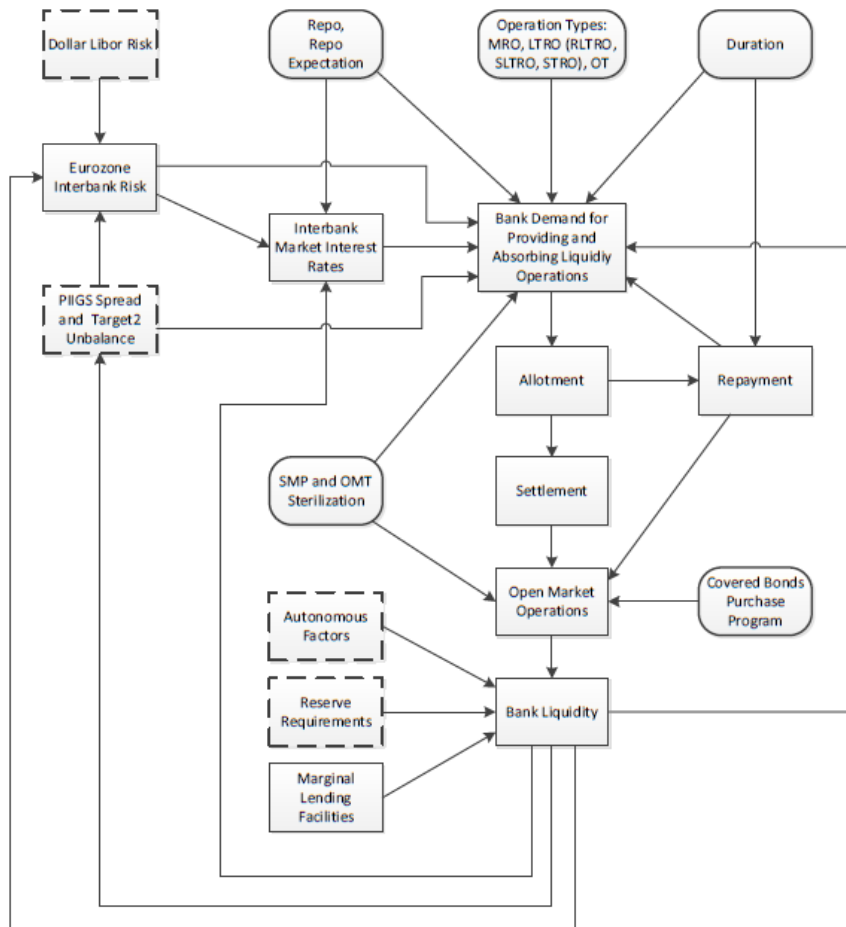 Dollar Libor Risk
Repo,
Repo
Expectation
Operation Types:
MRO, LTRO (RLTRO,
SLTRO, STRO), OT
Duration
Eurozone
Interbank Risk
Interbank
Market Interest
Rates
Bank Demand for
Providing and
Absorbing Liquidiy
Operations
PIIGS Spread
and Target2
Unbalance
Allotment
Repayment
SMP and OMT
Sterilization
Settlement
Open Market
Operations
Covered Bonds
Purchase
Program
Autonomous
Factors
Reserve
Requirements
Bank Liquidity
Marginal
Lending
Facilities